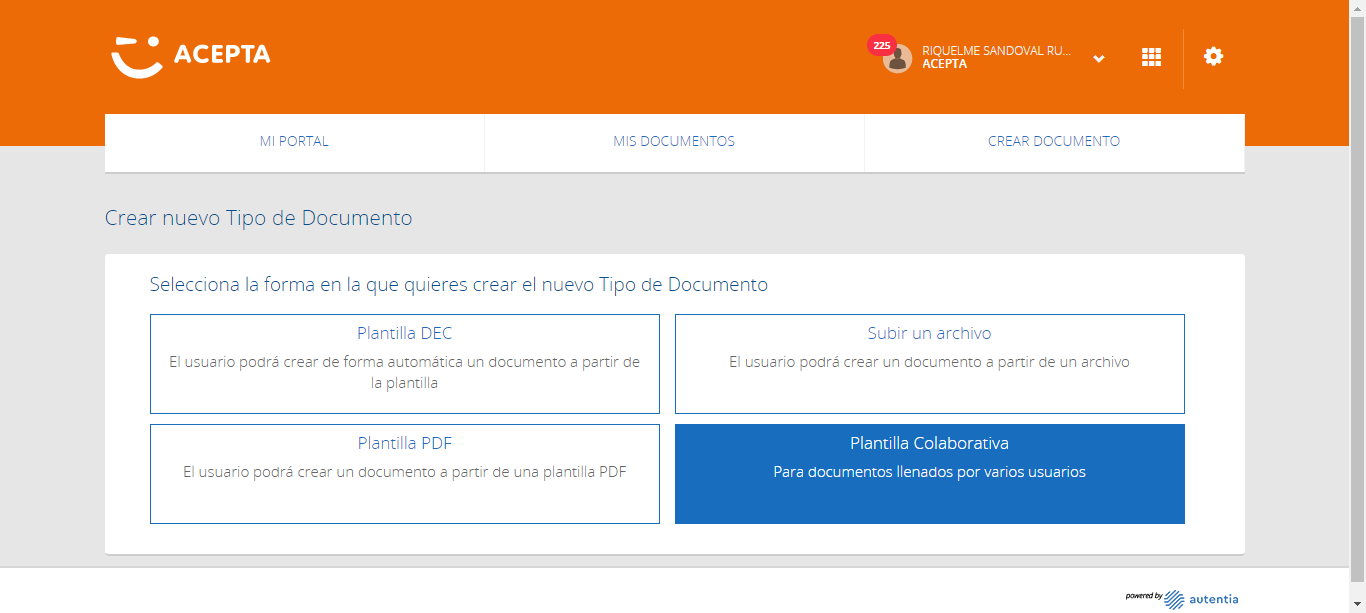 ACEPTA
225
RIQUELME SANDOVAL RU...
ACEPTA
MI PORTAL
MIS DOCUMENTOS
CREAR DOCUMENTO
Crear nuevo Tipo de Documento
Selecciona la forma en la que quieres crear el nuevo Tipo de Documento
Plantilla DEC
El usuario podrá crear de forma automática un documento a partir de
la plantilla
Subir un archivo
El usuario podrá crear un documento a partir de un archivo
Plantilla PDF
El usuario podrá crear un documento a partir de una plantilla PDF
Plantilla Colaborativa
Para documentos llenados por varios usuarios
powered by autentia